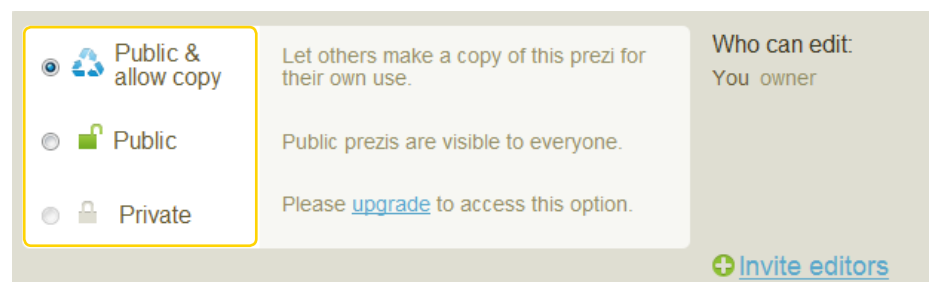 Public &
allow copy
Let others make a copy of this prezi for
their own use.
Public
Public prezis are visible to everyone.
Private
Please upgrade to access this option.
Who can edit:
You owner
Invite editors